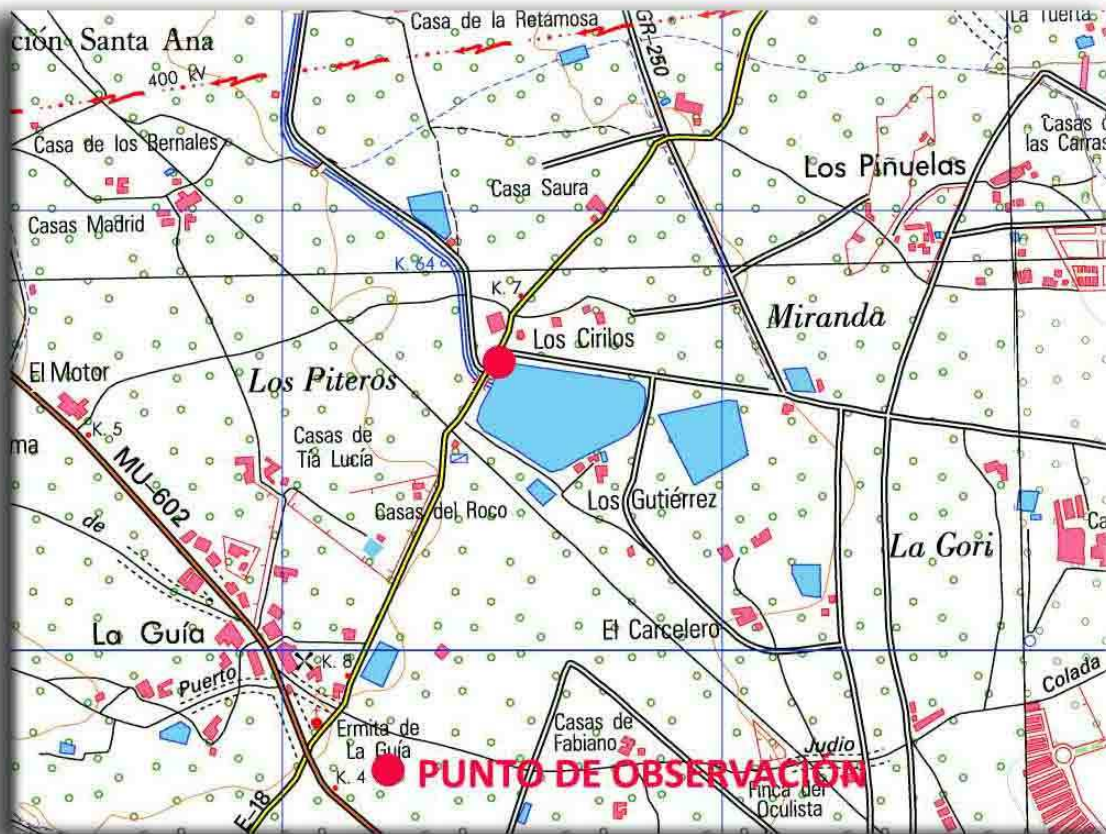 Casa de la Retamosa
La Tuerta
ción Santa Ana
GR-250
400 kV
Casa de los Bernales
Casas d
las Carras
Los Piñuelas
Casa Saura
Casas Madrid
K. 64
K. 7
Miranda
Los Cirilos
El Motor
Los Piteros
K. 5
ma
Casas de
Tía Lucía
MU-602
Los Gutiérrez
Casas del Roco
de
Ca
La Gori
La Guía
El Carcelero
K. 8
Puerto
Colada
Ermita de
La Guía
Casas de
Fabiano
Judio
K. 4
PUNTO DE OBSERVACIÓN
Finca del
Oculista
E-18